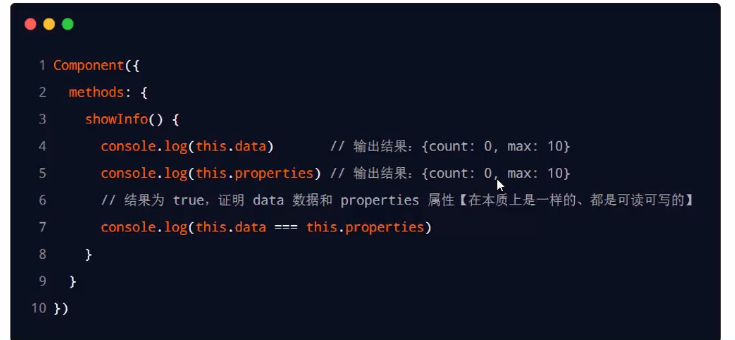 1 Component({
2 methods: {
3 showInfo() {
4 console.log(this.data) // 输出结果：{count: 0, max: 10}
5 console.log(this.properties) // 输出结果：{count: 0, max: 10}
6 // 结果为 true，证明 data 数据和 properties 属性【在本质上是一样的、都是可读可写的】
7 console.log(this.data === this.properties)
8 }
9 }
10 })